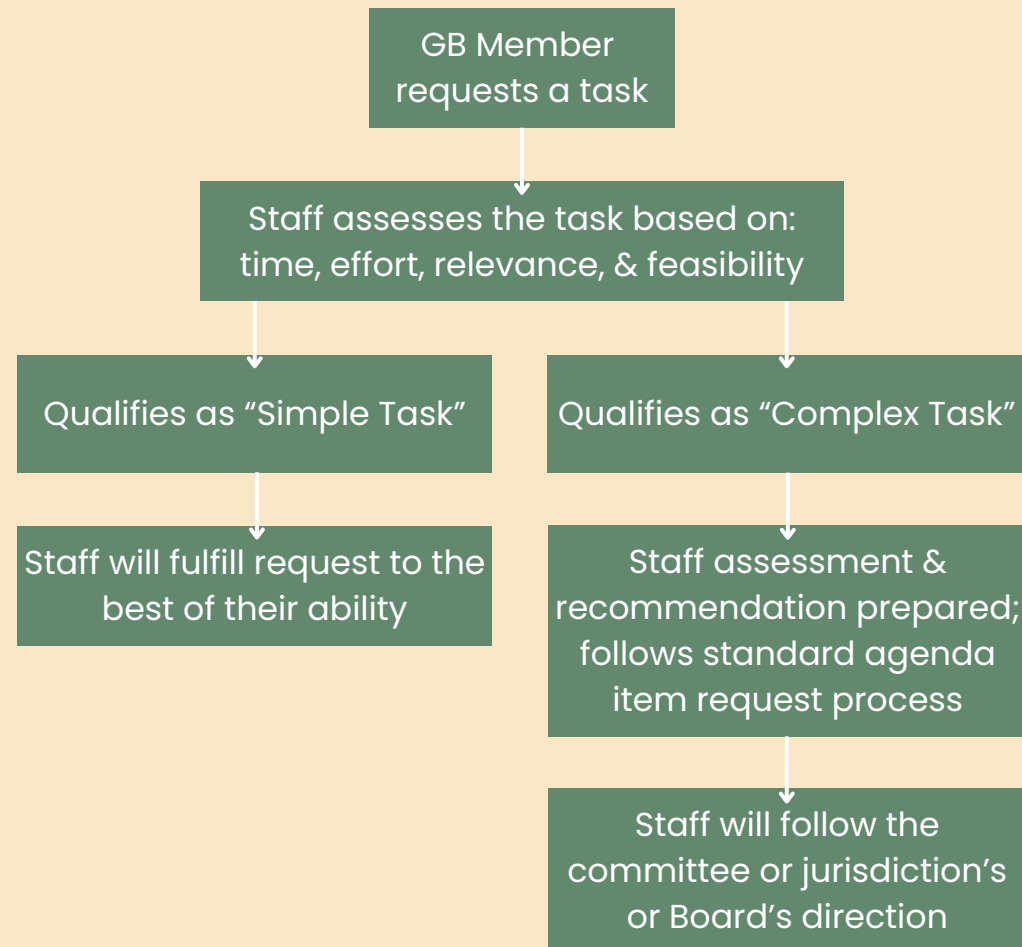 GB Member
requests a task
Staff assesses the task based on:
time, effort, relevance, & feasibility
Qualifies as “Simple Task”
Qualifies as “Complex Task”
Staff will fulfill request to the
best of their ability
Staff assessment &
recommendation prepared;
follows standard agenda
item request process
Staff will follow the
committee or jurisdiction’s
or Board’s direction